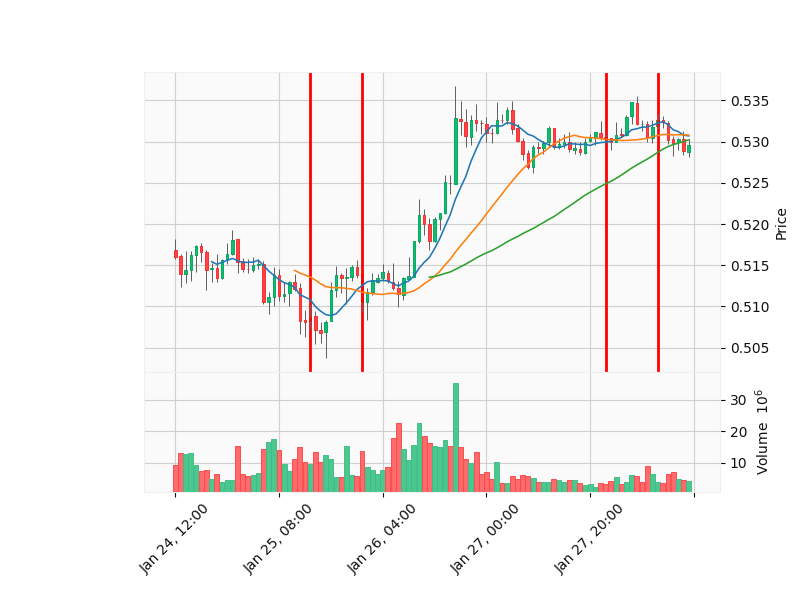 0.535
0.530
0.525
0.520
0.515
0.510
0.505
Price
30
20
10
Volume 10⁶
Jan 24, 12:00
Jan 25, 08:00
Jan 26, 04:00
Jan 27, 00:00
Jan 27, 20:00